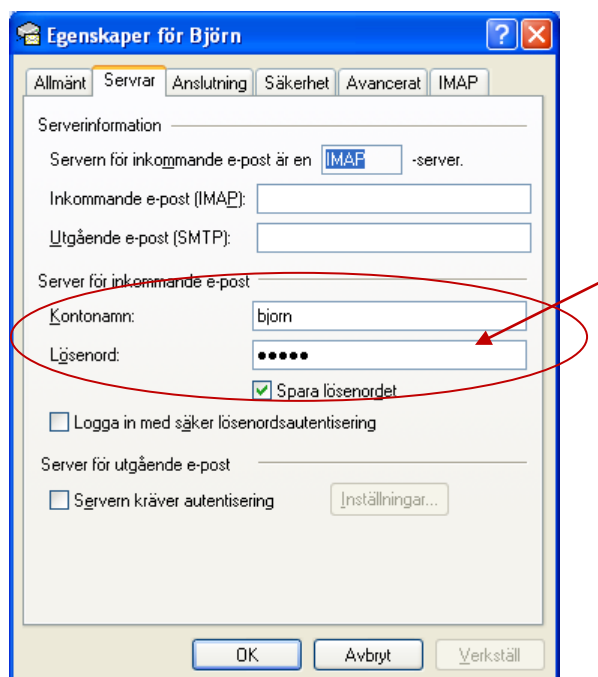 Egenskaper för Björn
Allmänt Servrar Anslutning Säkerhet Avancerat IMAP
Serverinformation
Servern för inkommande e-post är en IMAP -server.
Inkommande e-post (IMAP):
Utgående e-post (SMTP):
Server för inkommande e-post
Kontonamn: bjorn
Lösenord: •••••
Spara lösenordet
Logga in med säker lösenordsautentisering
Server för utgående e-post
Servern kräver autentisering Inställningar...
OK Avbryt Verkställ